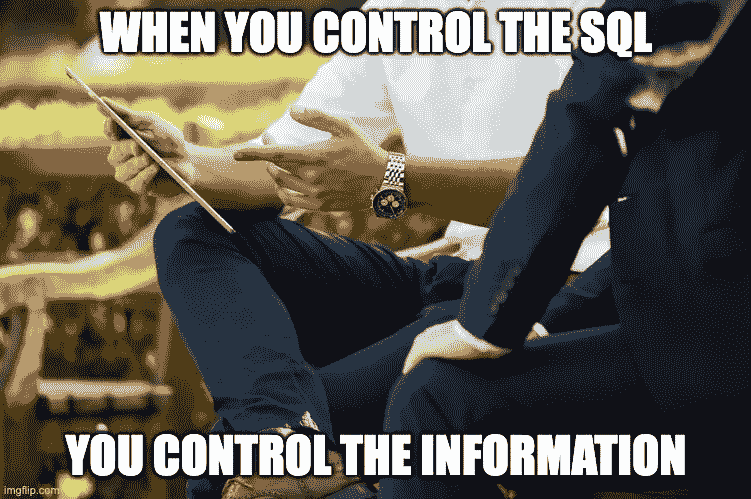 WHEN YOU CONTROL THE SQL
YOU CONTROL THE INFORMATION
imgflip.com